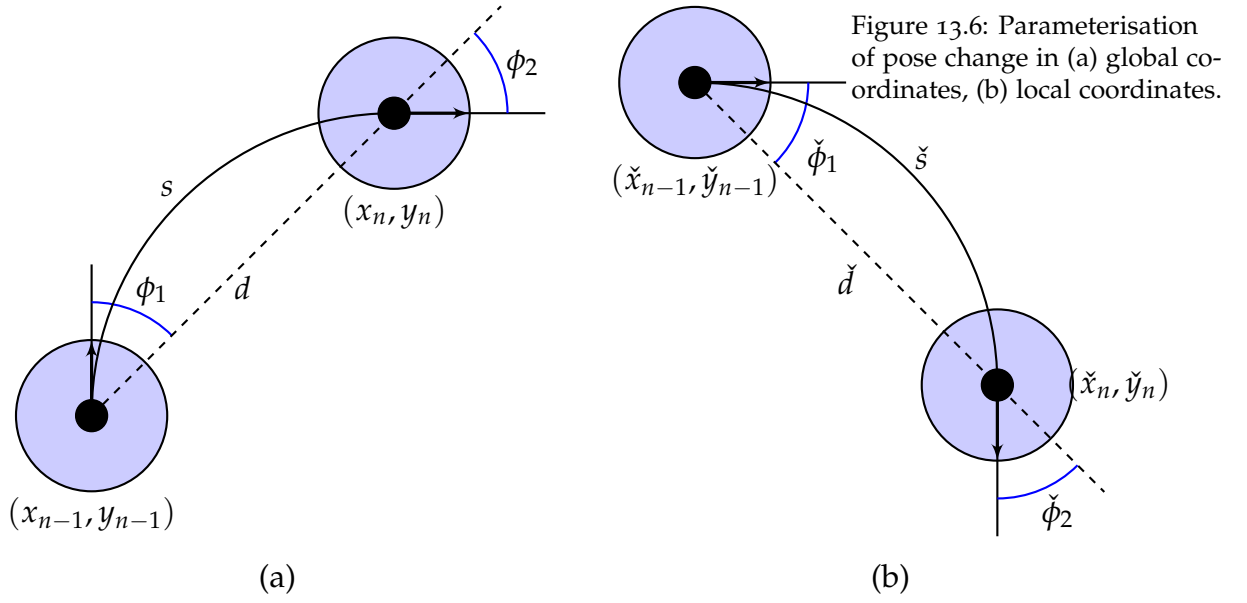 Figure 13.6: Parameterisation
of pose change in (a) global co-
ordinates, (b) local coordinates.
ϕ₂
s
(xₙ, yₙ)
ϕ₁
d
(xₙ₋₁, yₙ₋₁)
(a)
ϕ̌₁
š
(x̌ₙ₋₁, y̌ₙ₋₁)
ď
(x̌ₙ, y̌ₙ)
ϕ̌₂
(b)